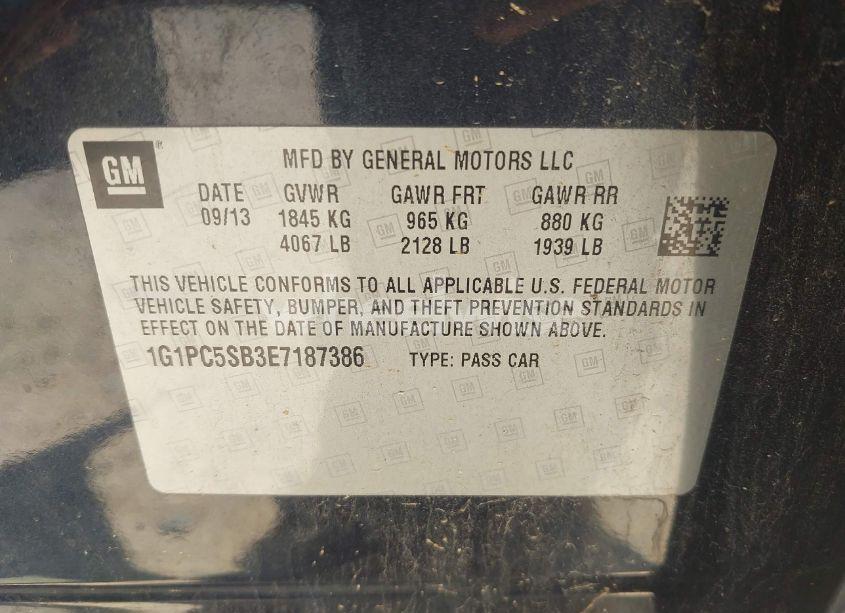 GM
MFD BY GENERAL MOTORS LLC
DATE GVWR GAWR FRT GAWR RR
09/13 1845 KG 965 KG 880 KG
4067 LB 2128 LB 1939 LB
THIS VEHICLE CONFORMS TO ALL APPLICABLE U.S. FEDERAL MOTOR
VEHICLE SAFETY, BUMPER, AND THEFT PREVENTION STANDARDS IN
EFFECT ON THE DATE OF MANUFACTURE SHOWN ABOVE.
1G1PC5SB3E7187386 TYPE: PASS CAR